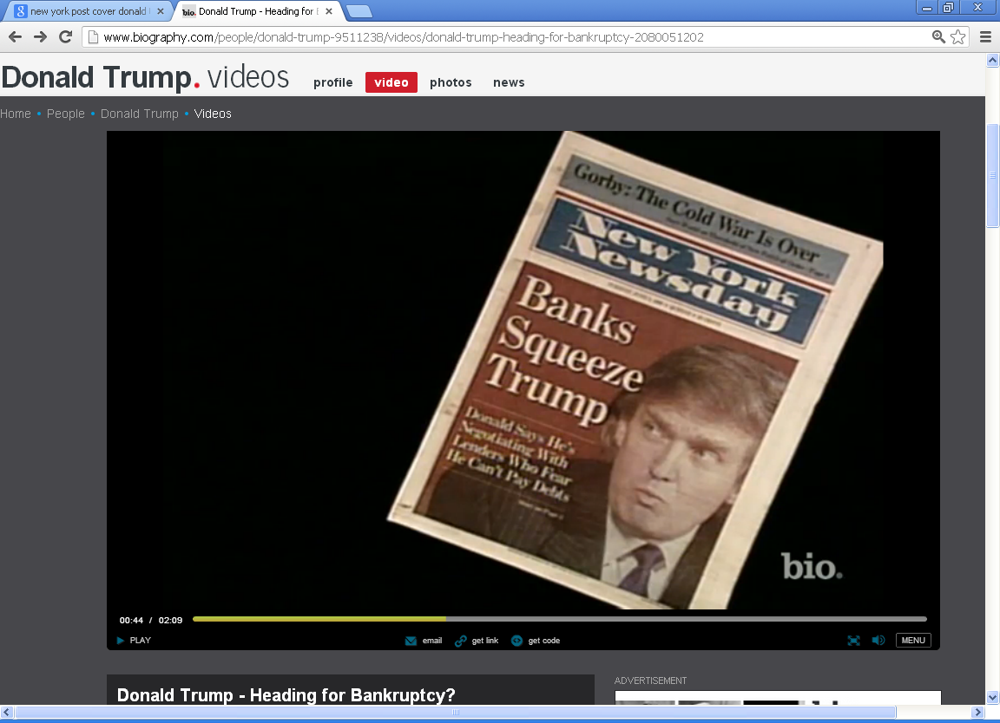 new york post cover donald
bio. Donald Trump - Heading for
www.biography.com/people/donald-trump-9511238/videos/donald-trump-heading-for-bankruptcy-2080051202
Donald Trump. videos
profile
video
photos
news
Home • People • Donald Trump • Videos
Gorby: The Cold War Is Over
New York
Newsday
Banks
Squeeze
Trump
Donald Says He's
Negotiating With
Lenders Who Fear
He Can't Pay Debts
bio.
00:44 / 02:09
PLAY
email
get link
get code
MENU
Donald Trump - Heading for Bankruptcy?
ADVERTISEMENT